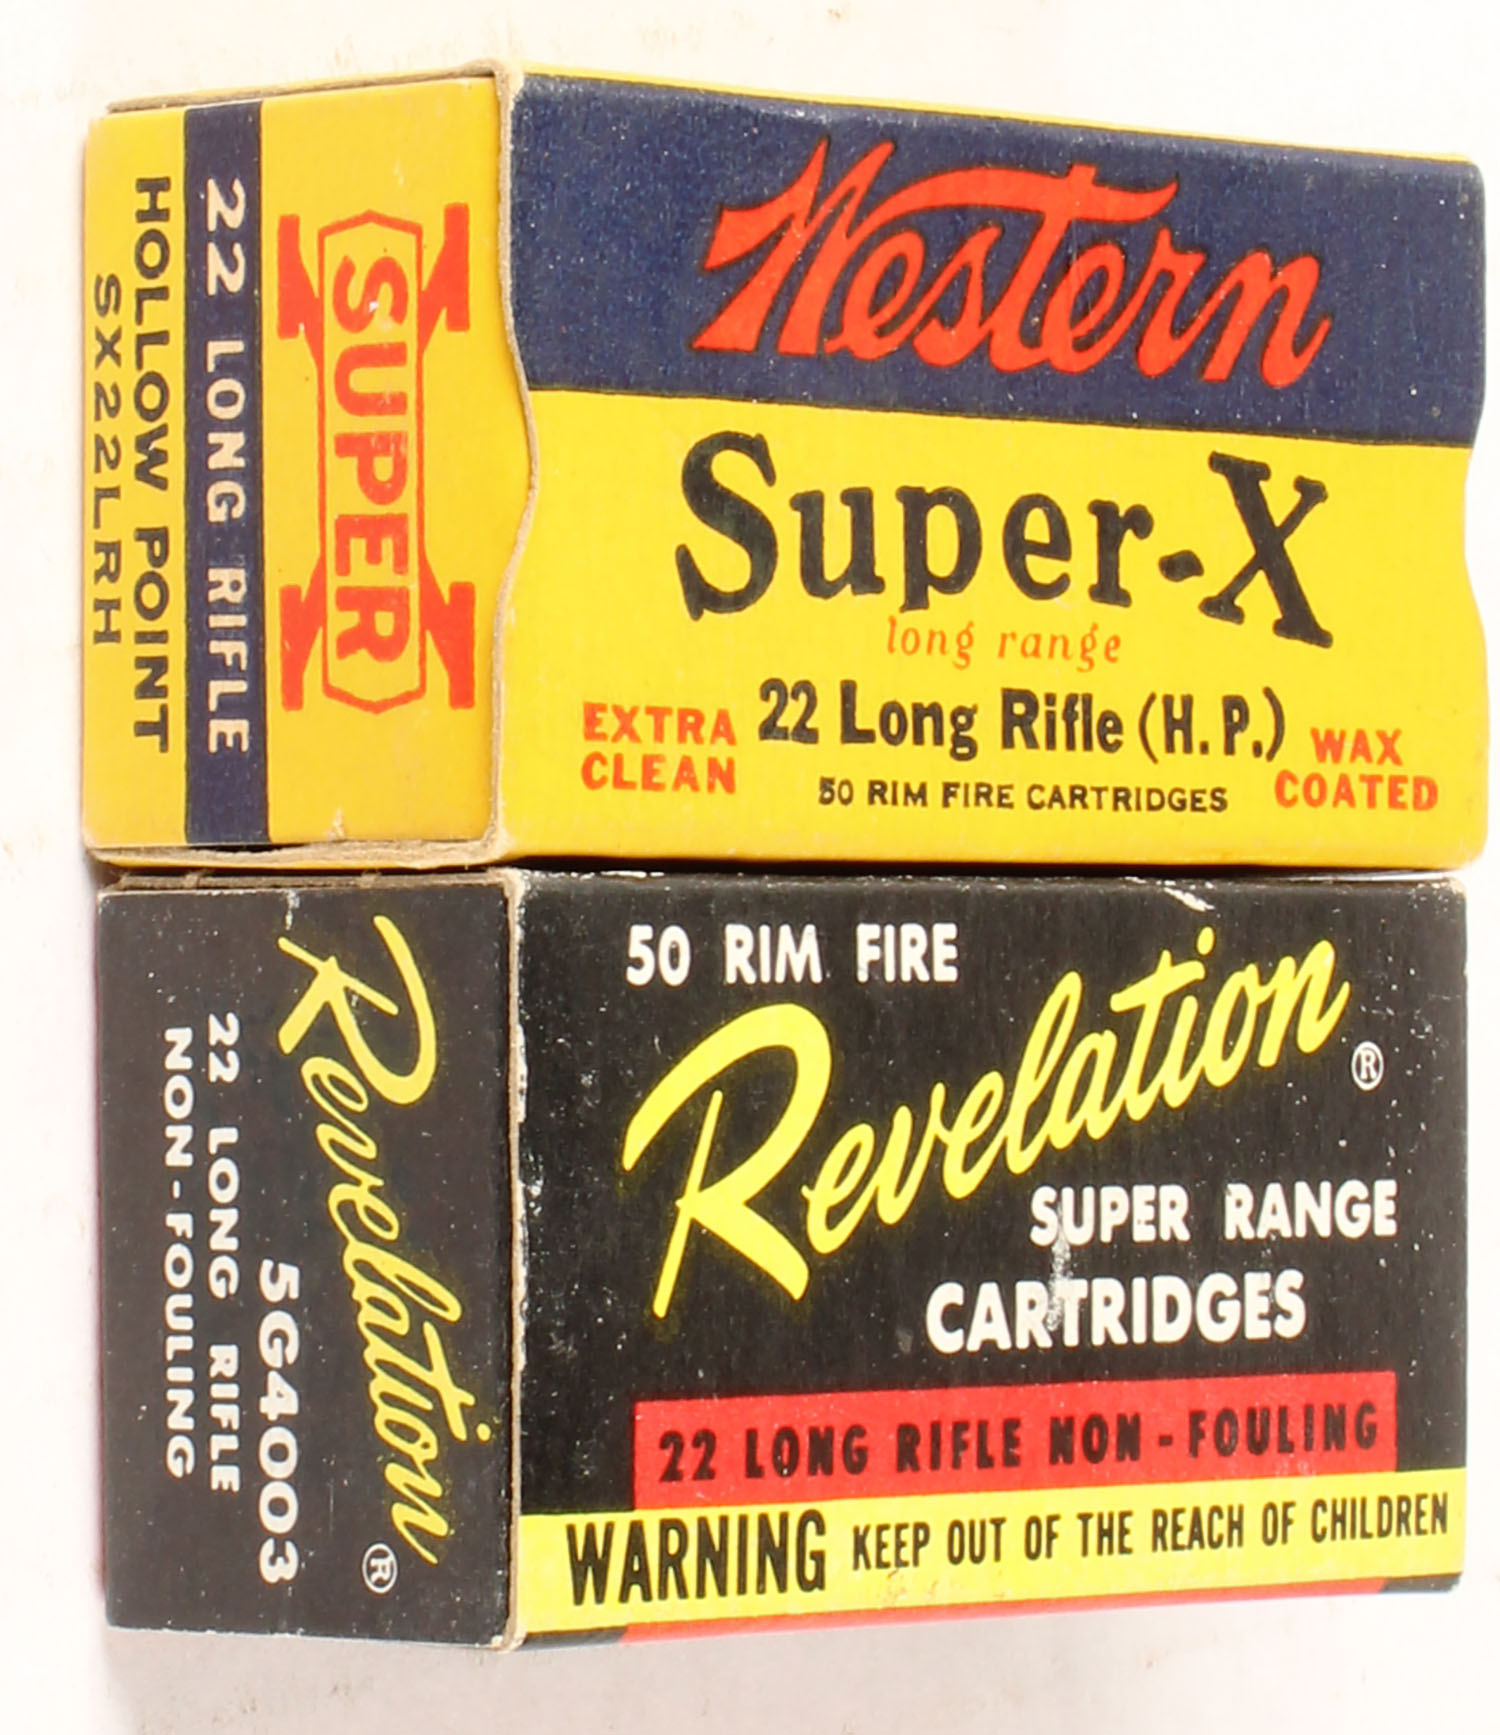 Western
Super-X
long range
22 Long Rifle (H.P.)
EXTRA
CLEAN
50 RIM FIRE CARTRIDGES
WAX
COATED
SUPER X
22 LONG RIFLE
HOLLOW POINT
SX22LRH
50 RIM FIRE
Revelation®
SUPER RANGE
CARTRIDGES
22 LONG RIFLE NON-FOULING
WARNING KEEP OUT OF THE REACH OF CHILDREN
Revelation®
5G4003
22 LONG RIFLE
NON-FOULING